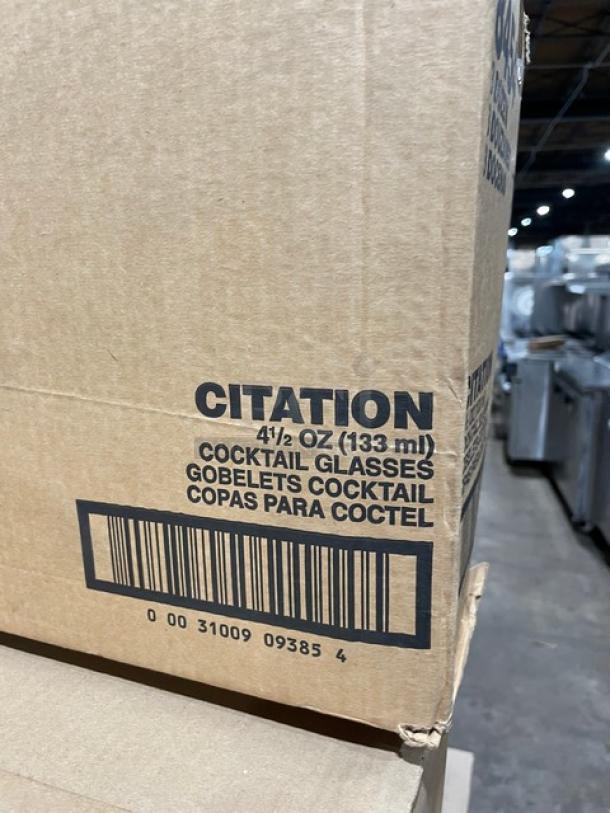 CITATION
4½ OZ (133 ml)
COCKTAIL GLASSES
GOBELETS COCKTAIL
COPAS PARA COCTEL
0 00 31009 09385 4